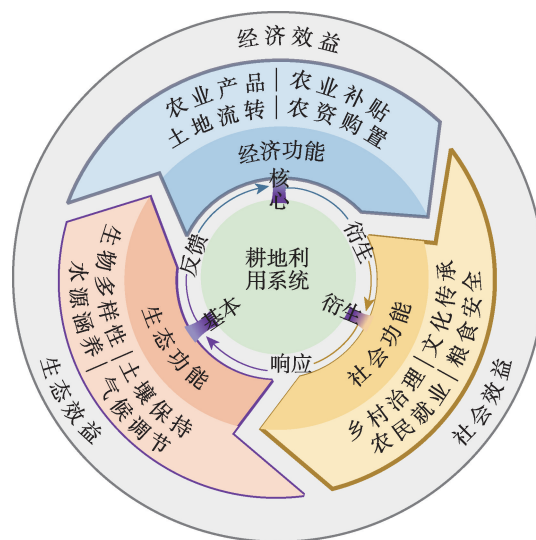 经济效益
农业产品│农业补贴
土地流转│农资购置
经济功能
核心
反馈
衍生
耕地利
用系统
基本
衍生
响应
生物多样性│土壤保持
水源涵养│气候调节
生态功能
生态效益
社会功能
文化传承
粮食安全
乡村治理
农民就业
社会效益